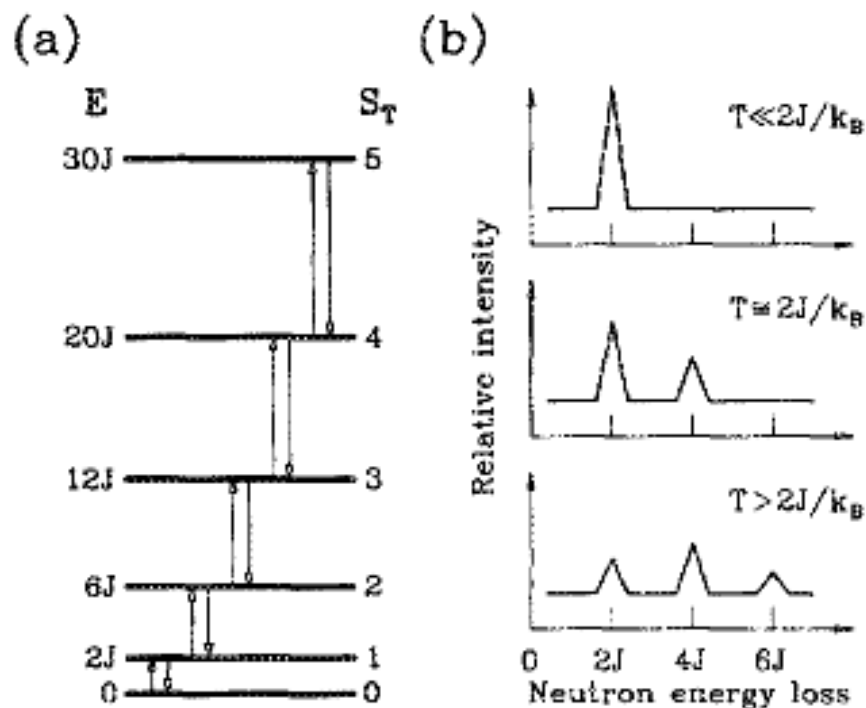 (a)
E S_T
30J 5
20J 4
12J 3
6J 2
2J 1
0 0
(b)
T≪2J/k_B
T≅2J/k_B
T>2J/k_B
Relative intensity
0 2J 4J 6J
Neutron energy loss